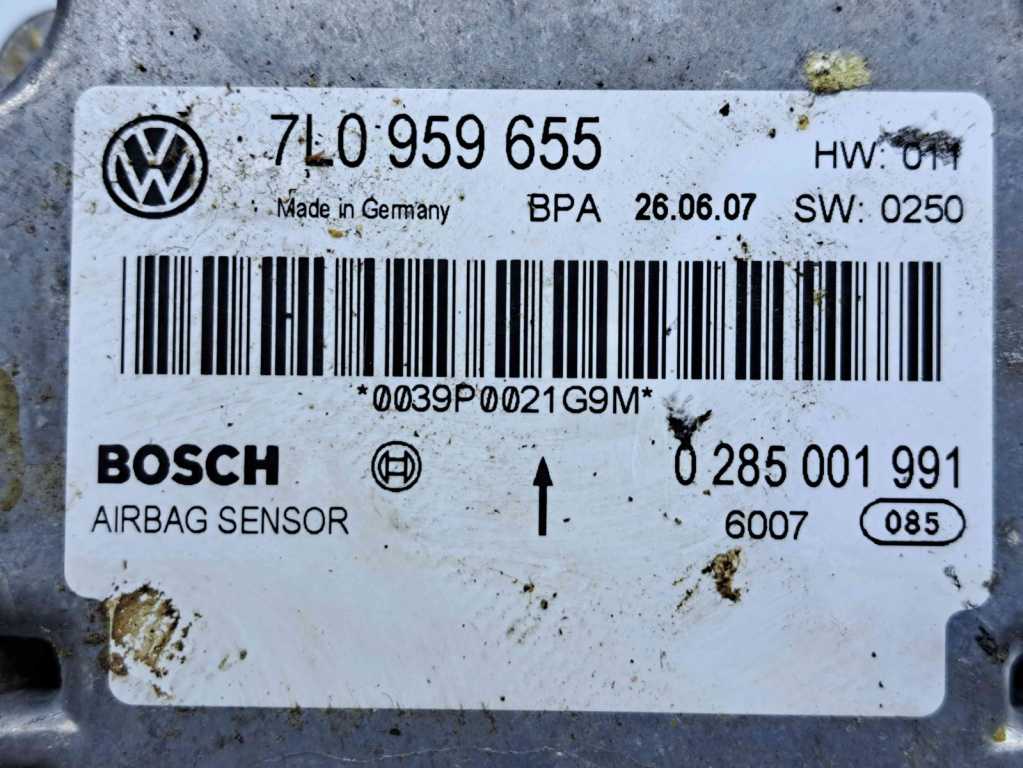 7L0 959 655
HW: 011
Made in Germany BPA 26.06.07 SW: 0250
*0039P0021G9M*
BOSCH 0 285 001 991
AIRBAG SENSOR 6007 085